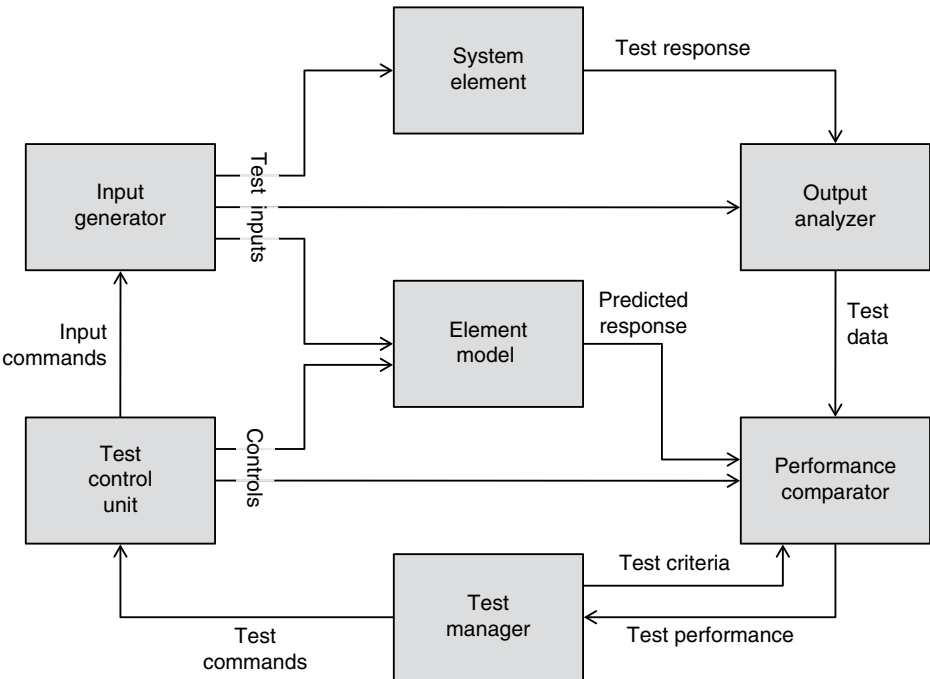 System
element
Test response
Input
generator
Test inputs
Output
analyzer
Element
model
Predicted
response
Input
commands
Test
data
Test
control
unit
Controls
Performance
comparator
Test
manager
Test criteria
Test performance
Test
commands